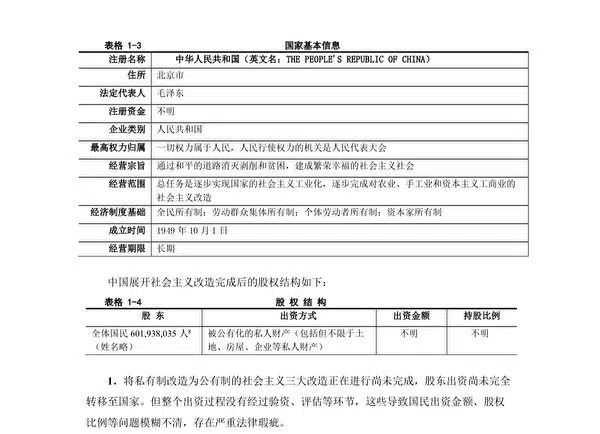 表格 1-3 国家基本信息
注册名称 中华人民共和国（英文名：THE PEOPLE'S REPUBLIC OF CHINA）
住所 北京市
法定代表人 毛泽东
注册资金 不明
企业类别 人民共和国
最高权力归属 一切权力属于人民，人民行使权力的机关是人民代表大会
经营宗旨 通过和平的道路消灭剥削和贫困，建成繁荣幸福的社会主义社会
经营范围 总任务是逐步实现国家的社会主义工业化，逐步完成对农业、手工业和资本主义工商业的
社会主义改造
经济制度基础 全民所有制；劳动群众集体所有制；个体劳动者所有制；资本家所有制
成立时间 1949 年 10 月 1 日
经营期限 长期
中国展开社会主义改造完成后的股权结构如下：
表格 1-4 股 权 结 构
股 东 出资方式 出资金额 持股比例
全体国民 601,938,035 人8 被公有化的私人财产（包括但不限于土 不明 不明
（姓名略） 地、房屋、企业等私人财产）
1．将私有制改造为公有制的社会主义三大改造正在进行尚未完成，股东出资尚未完全
转移至国家。但整个出资过程没有经过验资、评估等环节，这些导致国民出资金额、股权
比例等问题模糊不清，存在严重法律瑕疵。